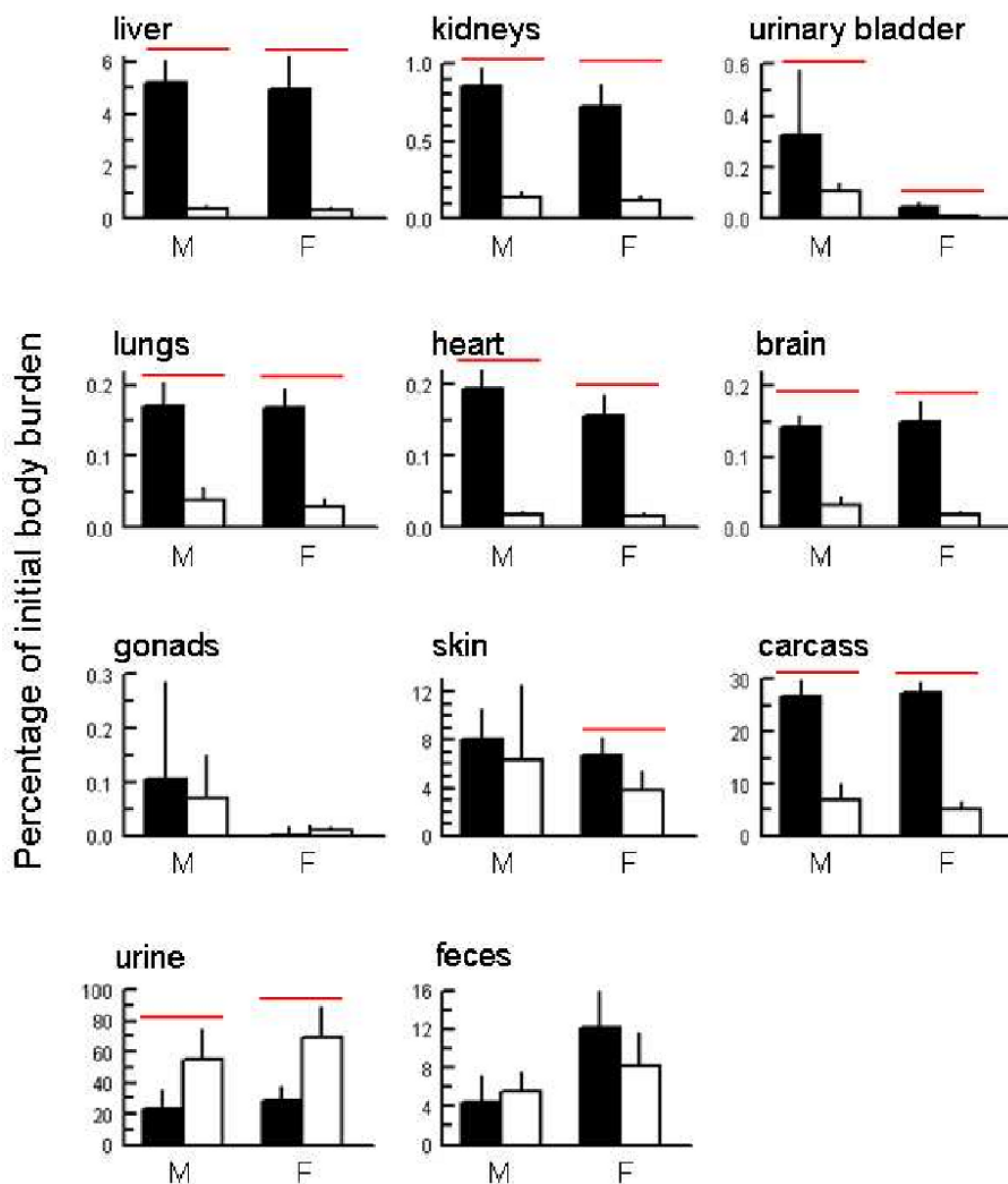 Percentage of initial body burden
liver
6
4
2
0
M F
kidneys
1.0
0.5
0.0
M F
urinary bladder
0.6
0.4
0.2
0.0
M F
lungs
0.2
0.1
0.0
M F
heart
0.2
0.1
0.0
M F
brain
0.2
0.1
0.0
M F
gonads
0.3
0.2
0.1
0.0
M F
skin
12
8
4
0
M F
carcass
30
20
10
0
M F
urine
100
80
60
40
20
0
M F
feces
16
12
8
4
0
M F